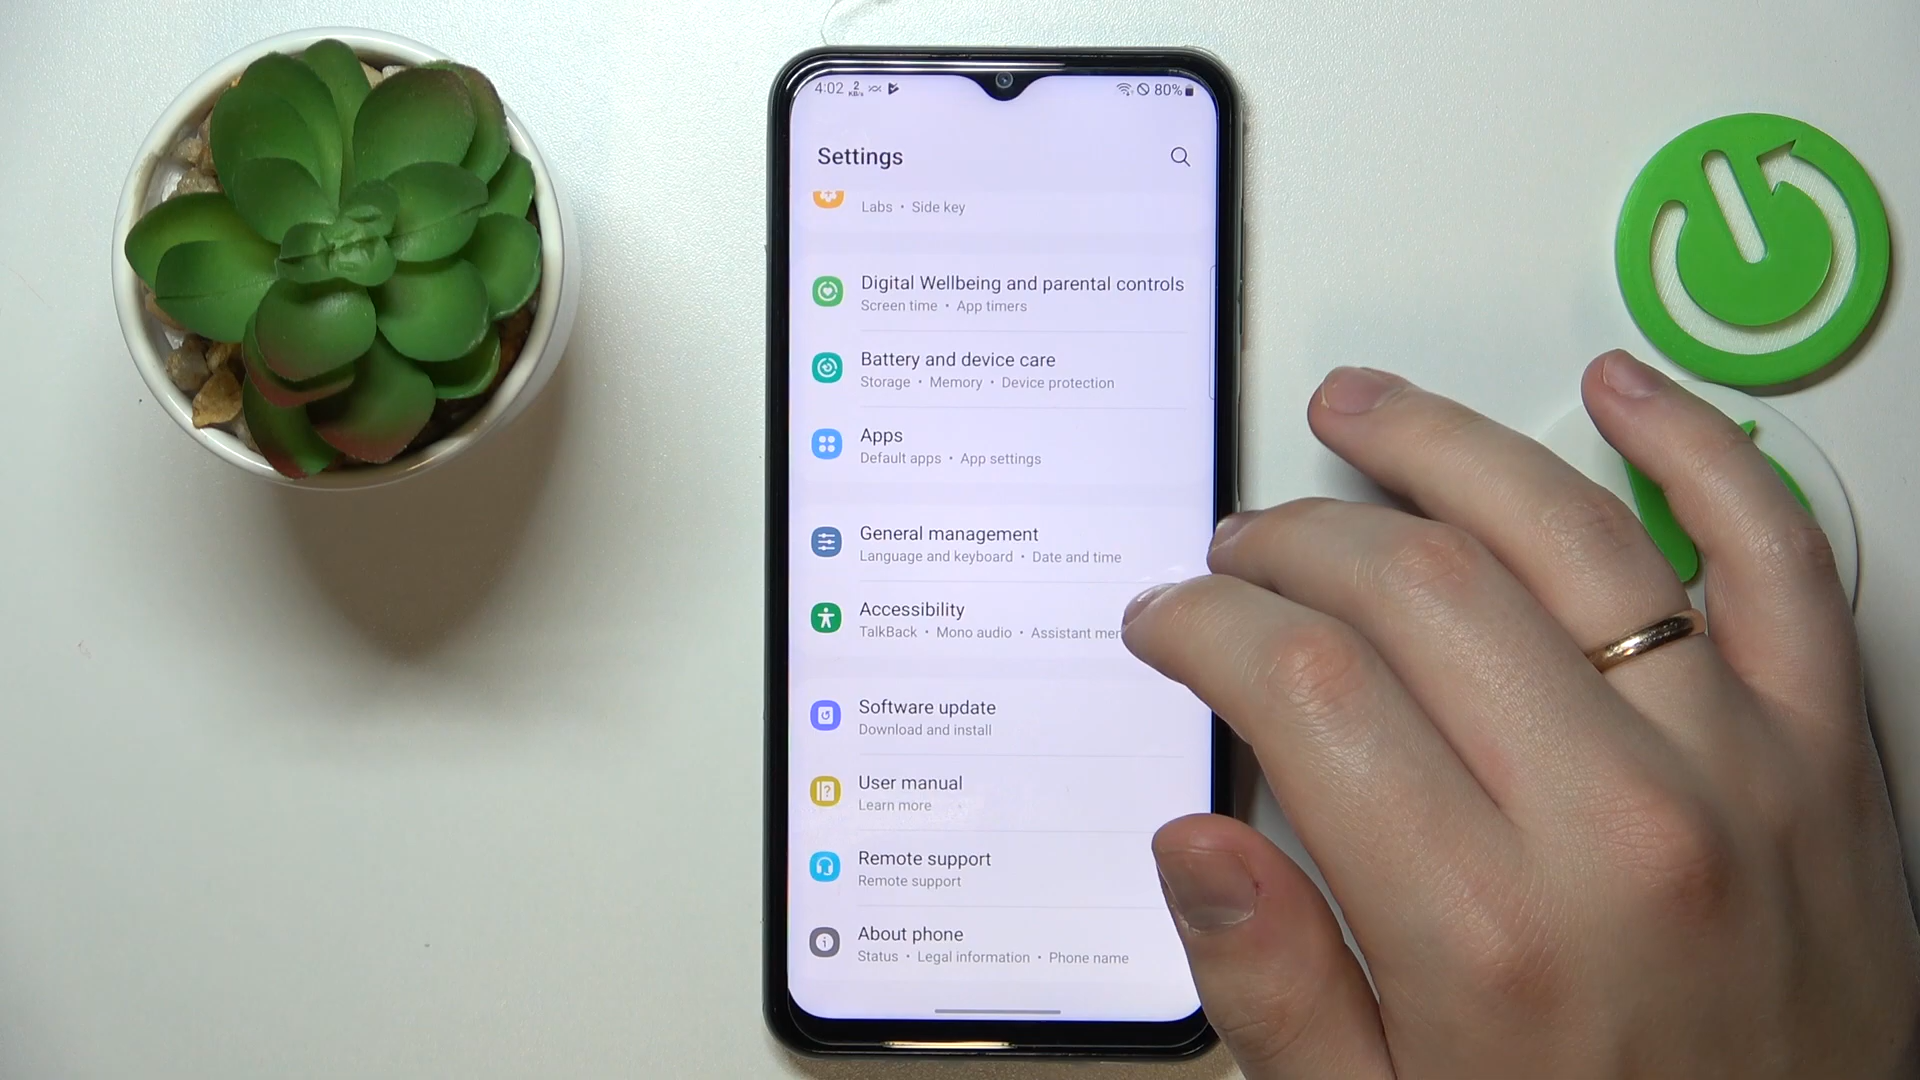 4:02 2 KB/s 80%
Settings
Labs • Side key
Digital Wellbeing and parental controls
Screen time • App timers
Battery and device care
Storage • Memory • Device protection
Apps
Default apps • App settings
General management
Language and keyboard • Date and time
Accessibility
TalkBack • Mono audio • Assistant mer
Software update
Download and install
User manual
Learn more
Remote support
Remote support
About phone
Status • Legal information • Phone name